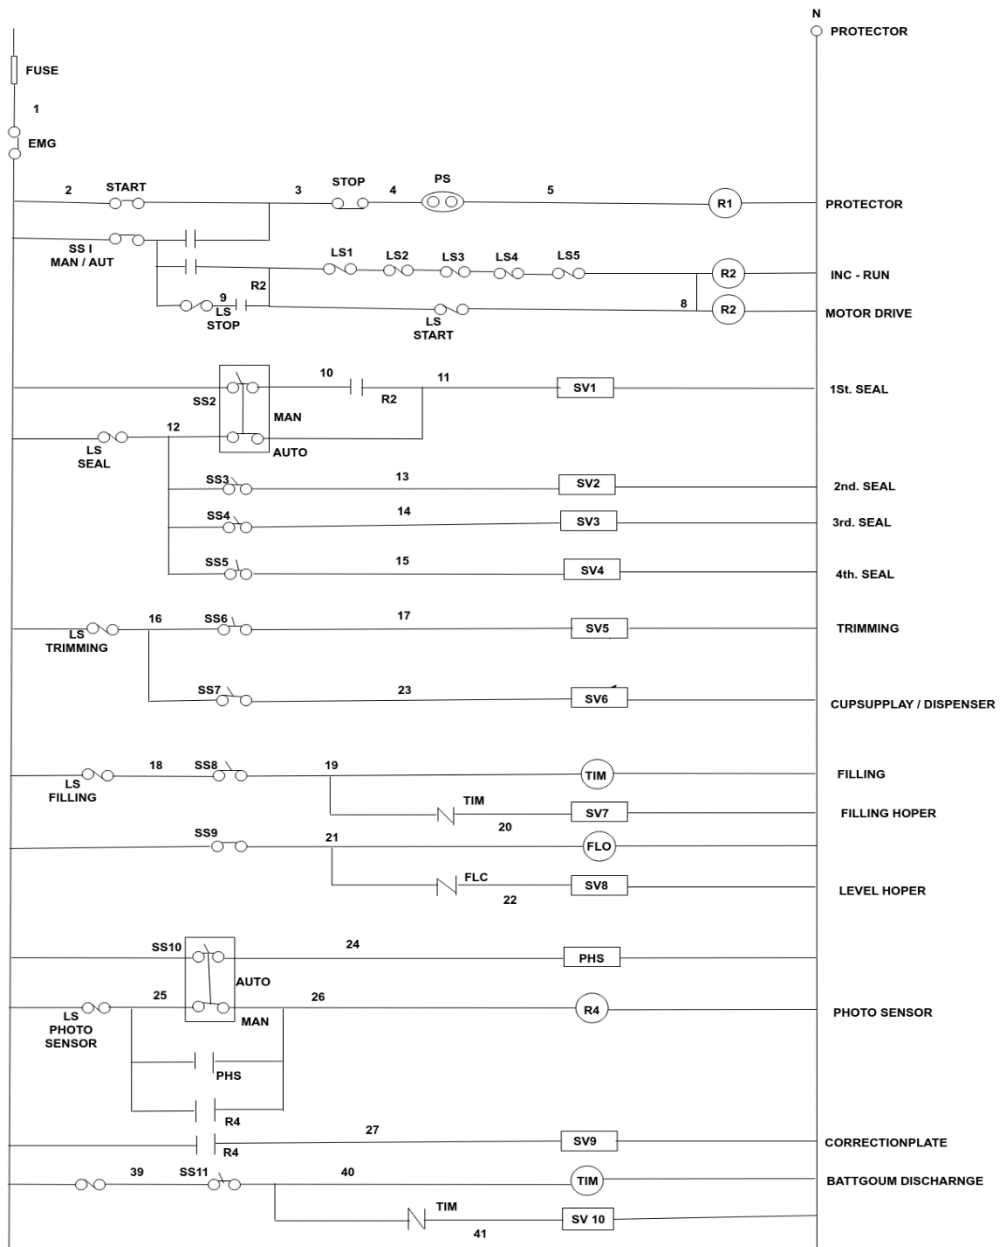 N
PROTECTOR
FUSE
1
EMG
2 START 3 STOP 4 PS 5 R1 PROTECTOR
SS I
MAN / AUT
LS1 LS2 LS3 LS4 LS5 R2 INC - RUN
R2
9
LS
STOP
LS
START
8 R2 MOTOR DRIVE
SS2 10 R2 11 SV1 1St. SEAL
MAN
AUTO
LS
SEAL
12
SS3 13 SV2 2nd. SEAL
SS4 14 SV3 3rd. SEAL
SS5 15 SV4 4th. SEAL
LS
TRIMMING
16 SS6 17 SV5 TRIMMING
SS7 23 SV6 CUPSUPPLAY / DISPENSER
LS
FILLING
18 SS8 19 TIM FILLING
TIM 20 SV7 FILLING HOPER
SS9 21 FLO
FLC 22 SV8 LEVEL HOPER
SS10 24 PHS
AUTO
MAN
LS
PHOTO
SENSOR
25 26 R4 PHOTO SENSOR
PHS
R4
R4 27 SV9 CORRECTIONPLATE
39 SS11 40 TIM BATTGOUM DISCHARNGE
TIM 41 SV 10